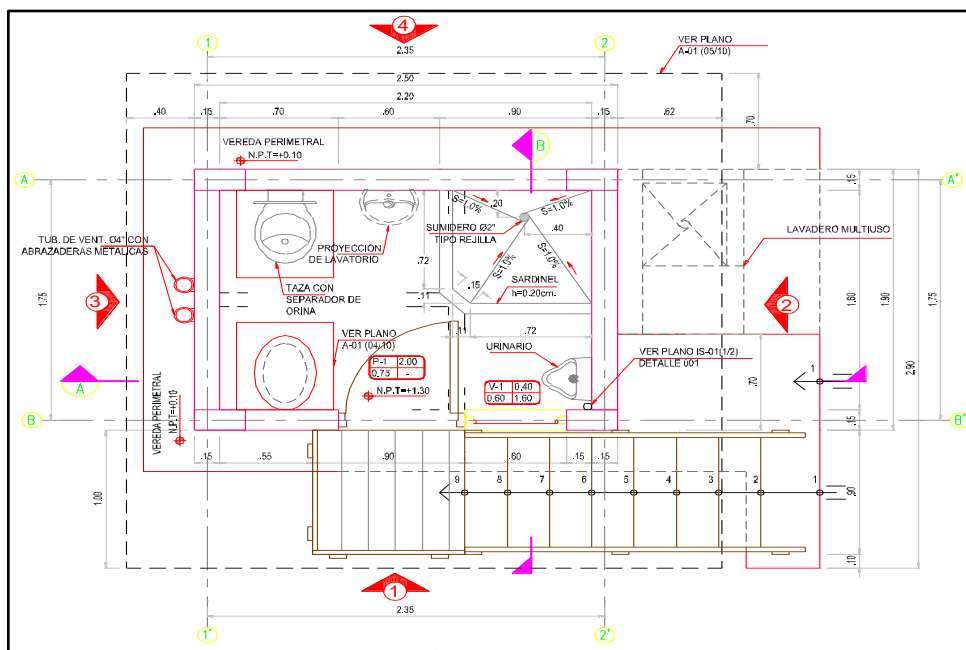 4
1
2
2.35
VER PLANO
A-01 (05/10)
2.50
2.20
.40
.15
.70
.60
.90
.15
.62
.70
VEREDA PERIMETRAL
N.P.T=+0.10
B
A
A'
.15
S=1.0%
.20
S=1.0%
SUMIDERO Ø2"
TIPO REJILLA
.40
LAVADERO MULTIUSO
TUB. DE VENT. Ø4" CON
ABRAZADERAS METALICAS
PROYECCIÓN
DE LAVATORIO
.72
S=1.0%
S=1.0%
SARDINEL
h=0.20cm.
.15
TAZA CON
SEPARADOR DE
ORINA
.11
1.75
3
2
1.60
1.90
1.75
VER PLANO
A-01 (04/10)
.11
.72
URINARIO
VER PLANO IS-01(1/2)
DETALLE 001
P-1 2.00
0.75 -
N.P.T=+1.30
V-1 0,40
0,60 1,60
.70
1
2.90
A
VEREDA PERIMETRAL
N.P.T=+0.10
B
B'
.15
.15
.55
.90
.60
.15
.15
1.00
9
8
7
6
5
4
3
2
1
.90
.10
1
2.35
1'
2'